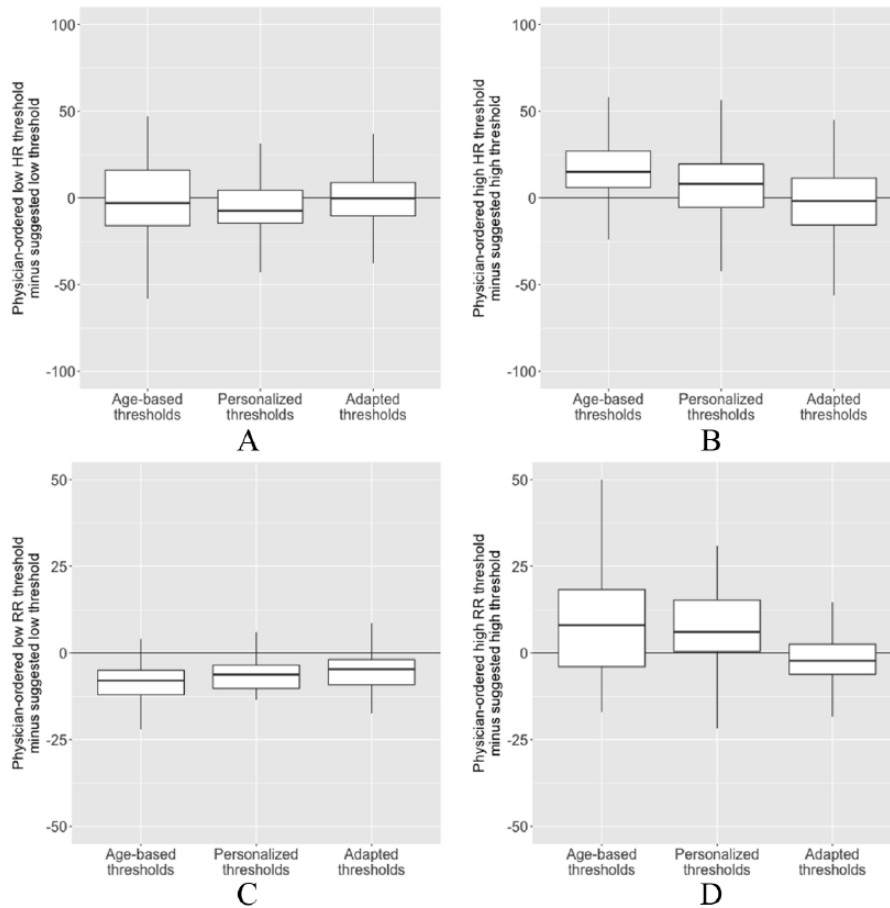 Physician-ordered low HR threshold
minus suggested low threshold
100
50
0
-50
-100
Age-based
thresholds
Personalized
thresholds
Adapted
thresholds
A
Physician-ordered high HR threshold
minus suggested high threshold
100
50
0
-50
-100
Age-based
thresholds
Personalized
thresholds
Adapted
thresholds
B
Physician-ordered low RR threshold
minus suggested low threshold
50
25
0
-25
-50
Age-based
thresholds
Personalized
thresholds
Adapted
thresholds
C
Physician-ordered high RR threshold
minus suggested high threshold
50
25
0
-25
-50
Age-based
thresholds
Personalized
thresholds
Adapted
thresholds
D